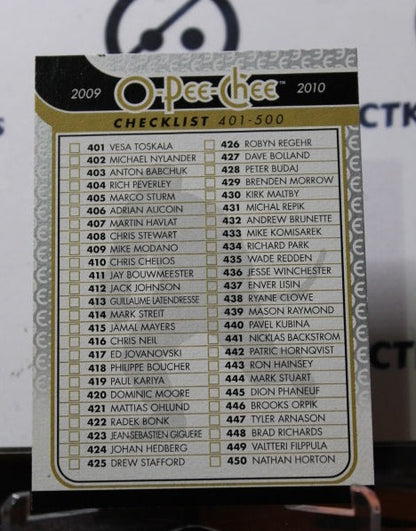 2009 O-Pee-Chee™ 2010
CHECKLIST 401-500
401 VESA TOSKALA
402 MICHAEL NYLANDER
403 ANTON BABCHUK
404 RICH PEVERLEY
405 MARCO STURM
406 ADRIAN AUCOIN
407 MARTIN HAVLAT
408 CHRIS STEWART
409 MIKE MODANO
410 CHRIS CHELIOS
411 JAY BOUWMEESTER
412 JACK JOHNSON
413 GUILLAUME LATENDRESSE
414 MARK STREIT
415 JAMAL MAYERS
416 CHRIS NEIL
417 ED JOVANOVSKI
418 PHILIPPE BOUCHER
419 PAUL KARIYA
420 DOMINIC MOORE
421 MATTIAS OHLUND
422 RADEK BONK
423 JEAN-SEBASTIEN GIGUERE
424 JOHAN HEDBERG
425 DREW STAFFORD
426 ROBYN REGEHR
427 DAVE BOLLAND
428 PETER BUDAJ
429 BRENDEN MORROW
430 KIRK MALTBY
431 MICHAL REPIK
432 ANDREW BRUNETTE
433 MIKE KOMISAREK
434 RICHARD PARK
435 WADE REDDEN
436 JESSE WINCHESTER
437 ENVER LISIN
438 RYANE CLOWE
439 MASON RAYMOND
440 PAVEL KUBINA
441 NICKLAS BACKSTROM
442 PATRIC HORNQVIST
443 RON HAINSEY
444 MARK STUART
445 DION PHANEUF
446 BROOKS ORPIK
447 TYLER ARNASON
448 BRAD RICHARDS
449 VALTTERI FILPPULA
450 NATHAN HORTON